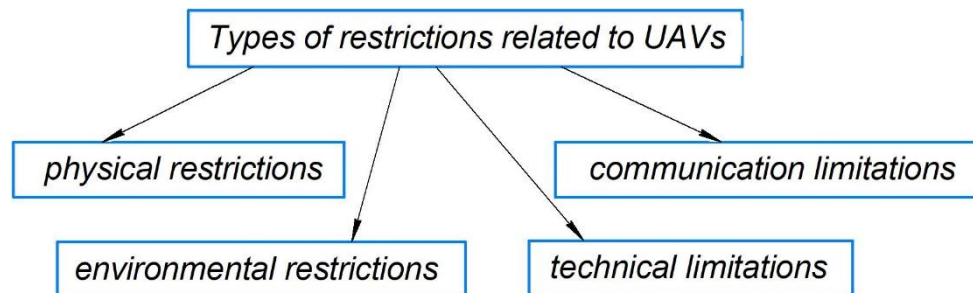 Types of restrictions related to UAVs
physical restrictions
communication limitations
environmental restrictions
technical limitations